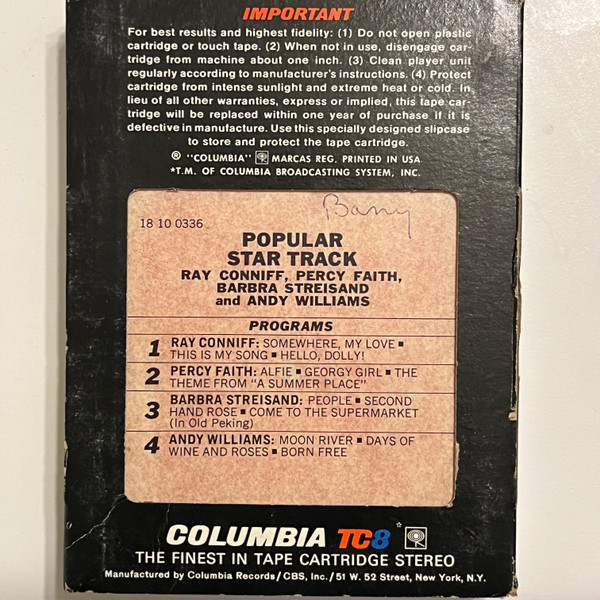 IMPORTANT
For best results and highest fidelity: (1) Do not open plastic
cartridge or touch tape. (2) When not in use, disengage car-
tridge from machine about one inch. (3) Clean player unit
regularly according to manufacturer's instructions. (4) Protect
cartridge from intense sunlight and extreme heat or cold. In
lieu of all other warranties, express or implied, this tape car-
tridge will be replaced within one year of purchase if it is
defective in manufacture. Use this specially designed slipcase
to store and protect the tape cartridge.
® "COLUMBIA" MARCAS REG. PRINTED IN USA
*T.M. OF COLUMBIA BROADCASTING SYSTEM, INC.
Barry
18 10 0336
POPULAR
STAR TRACK
RAY CONNIFF, PERCY FAITH,
BARBRA STREISAND
and ANDY WILLIAMS
PROGRAMS
1 RAY CONNIFF: SOMEWHERE, MY LOVE ■
THIS IS MY SONG ■ HELLO, DOLLY!
2 PERCY FAITH: ALFIE ■ GEORGY GIRL ■ THE
THEME FROM "A SUMMER PLACE"
3 BARBRA STREISAND: PEOPLE ■ SECOND
HAND ROSE ■ COME TO THE SUPERMARKET
(In Old Peking)
4 ANDY WILLIAMS: MOON RIVER ■ DAYS OF
WINE AND ROSES ■ BORN FREE
COLUMBIA TC8*
THE FINEST IN TAPE CARTRIDGE STEREO
Manufactured by Columbia Records/CBS, Inc./51 W. 52 Street, New York, N.Y.